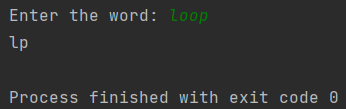 Enter the word: loop
lp
Process finished with exit code 0